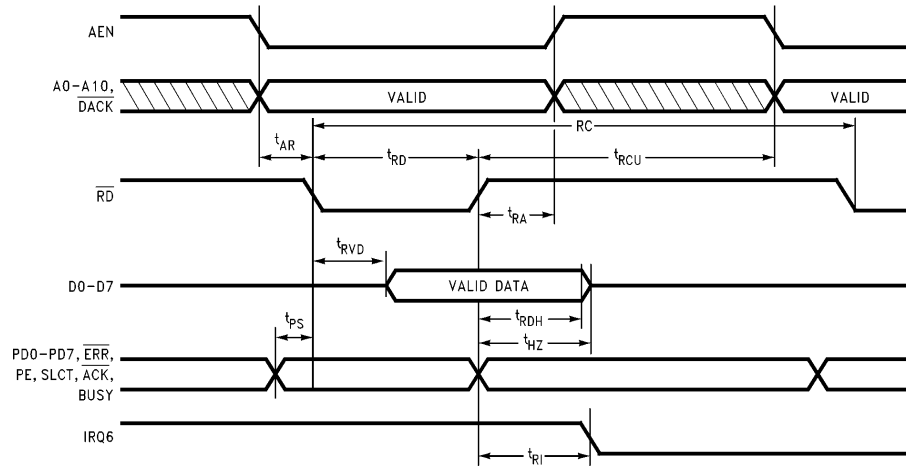 AEN
A0-A10,
DACK
VALID
VALID
RC
tAR
tRD
tRCU
RD
tRA
tRVD
D0-D7
VALID DATA
tRDH
tHZ
tPS
PD0-PD7, ERR,
PE, SLCT, ACK,
BUSY
IRQ6
tRI